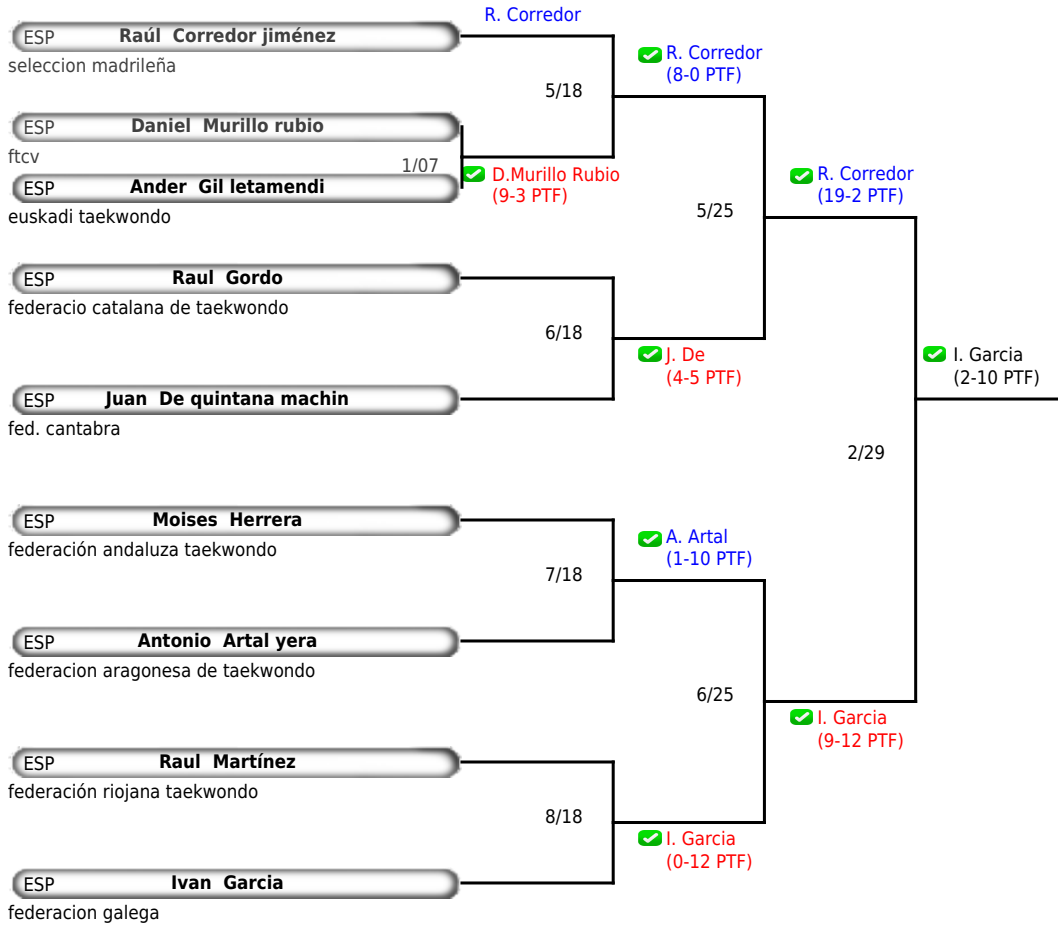 R. Corredor
ESP Raúl Corredor jiménez
seleccion madrileña
R. Corredor
(8-0 PTF)
5/18
ESP Daniel Murillo rubio
ftcv
1/07
D.Murillo Rubio
(9-3 PTF)
ESP Ander Gil letamendi
euskadi taekwondo
R. Corredor
(19-2 PTF)
5/25
ESP Raul Gordo
federacio catalana de taekwondo
6/18
J. De
(4-5 PTF)
I. Garcia
(2-10 PTF)
ESP Juan De quintana machin
fed. cantabra
2/29
ESP Moises Herrera
federación andaluza taekwondo
A. Artal
(1-10 PTF)
7/18
ESP Antonio Artal yera
federacion aragonesa de taekwondo
6/25
I. Garcia
(9-12 PTF)
ESP Raul Martínez
federación riojana taekwondo
8/18
I. Garcia
(0-12 PTF)
ESP Ivan Garcia
federacion galega